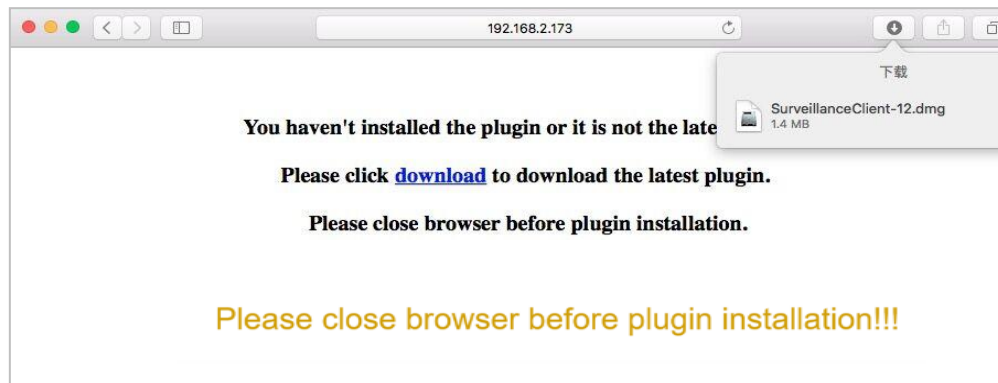 192.168.2.173
下载
SurveillanceClient-12.dmg
1.4 MB
You haven't installed the plugin or it is not the late
Please click download to download the latest plugin.
Please close browser before plugin installation.
Please close browser before plugin installation!!!